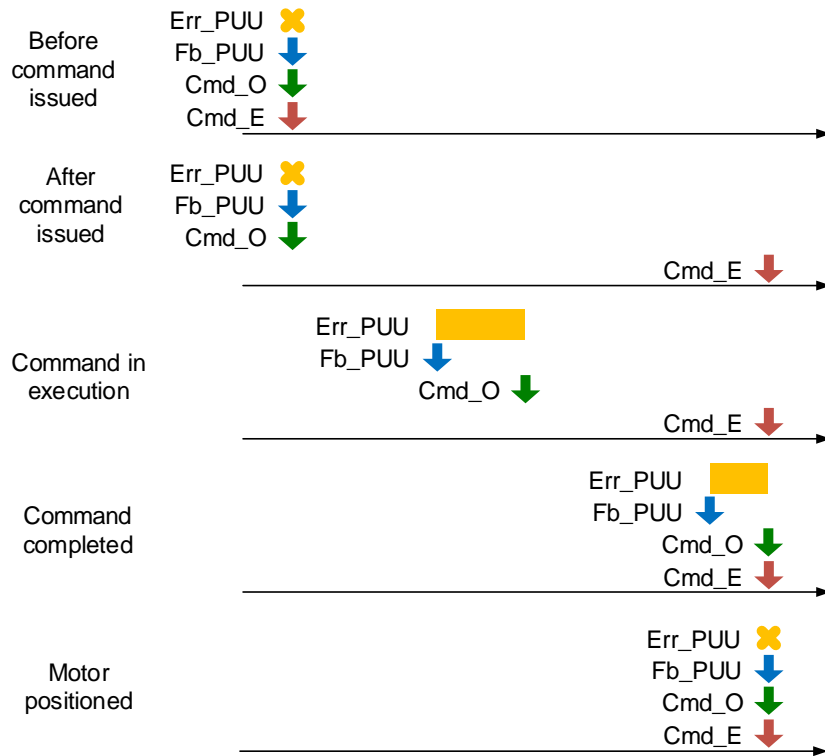 Before
command
issued
Err_PUU
Fb_PUU
Cmd_O
Cmd_E
After
command
issued
Err_PUU
Fb_PUU
Cmd_O
Cmd_E
Command in
execution
Err_PUU
Fb_PUU
Cmd_O
Cmd_E
Command
completed
Err_PUU
Fb_PUU
Cmd_O
Cmd_E
Motor
positioned
Err_PUU
Fb_PUU
Cmd_O
Cmd_E